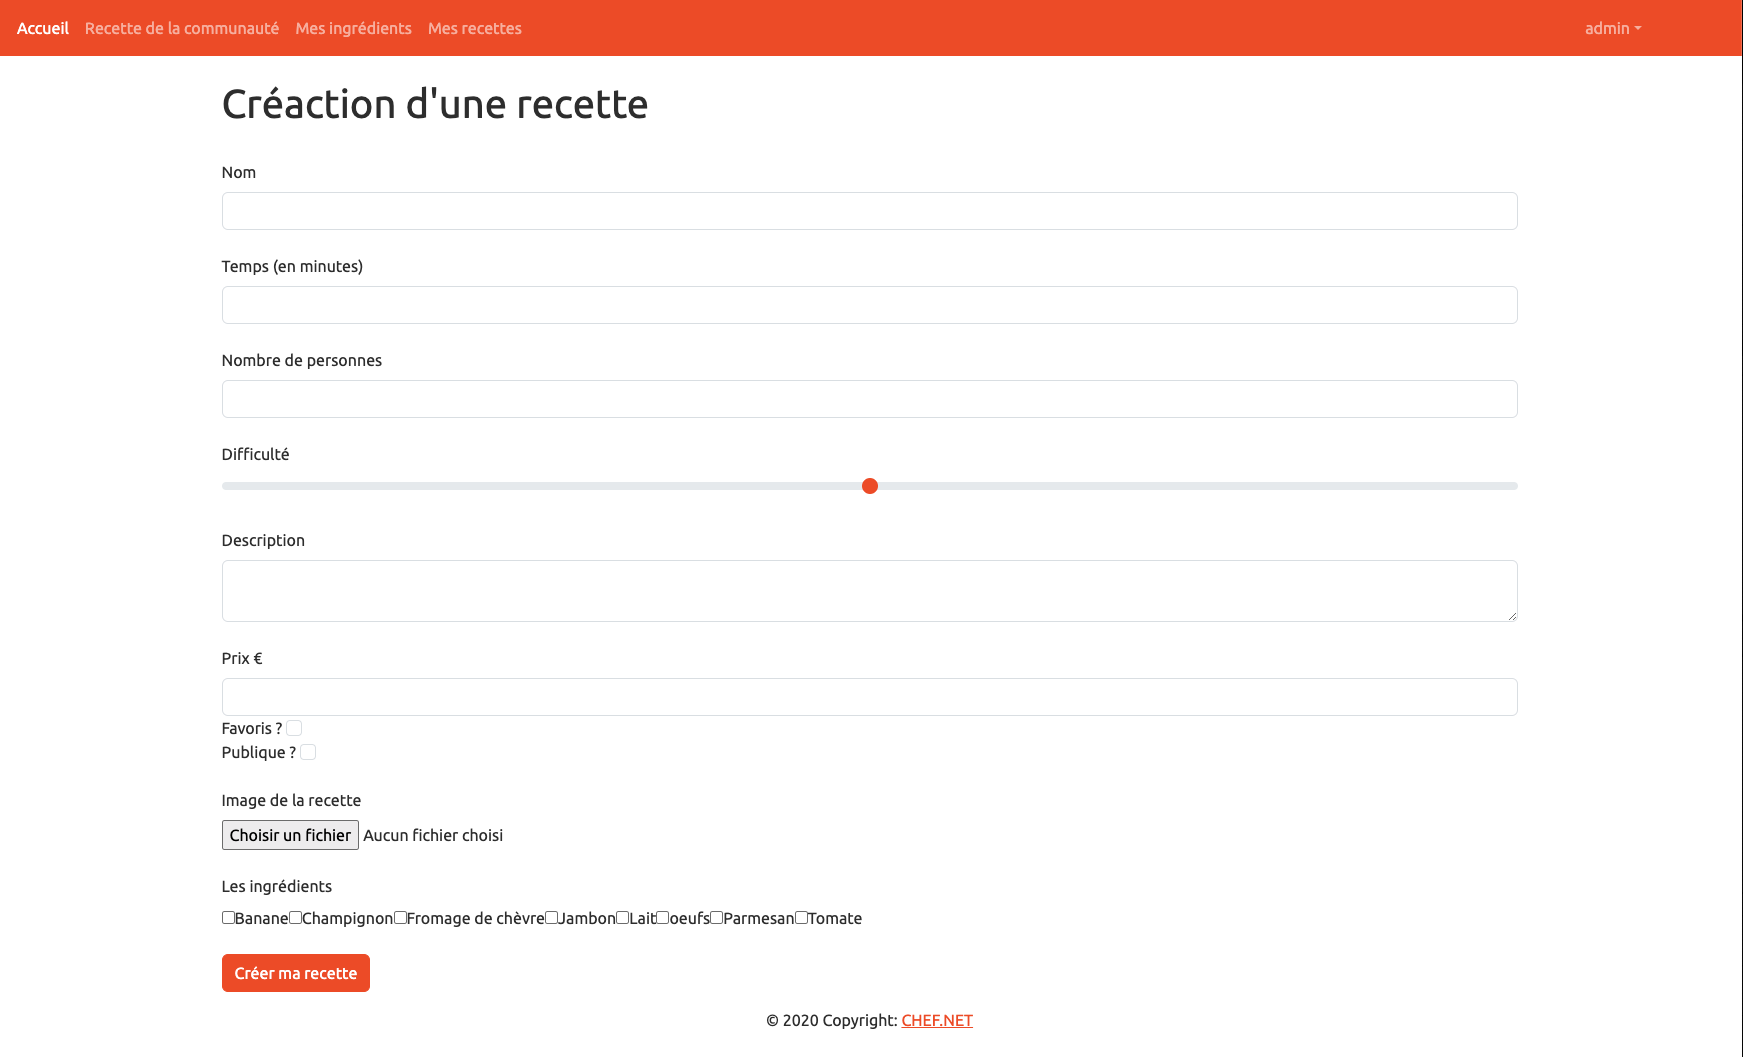 Accueil Recette de la communauté Mes ingrédients Mes recettes admin
Créaction d'une recette
Nom
Temps (en minutes)
Nombre de personnes
Difficulté
Description
Prix €
Favoris ?
Publique ?
Image de la recette
Choisir un fichier Aucun fichier choisi
Les ingrédients
Banane Champignon Fromage de chèvre Jambon Lait oeufs Parmesan Tomate
Créer ma recette
© 2020 Copyright: CHEF.NET